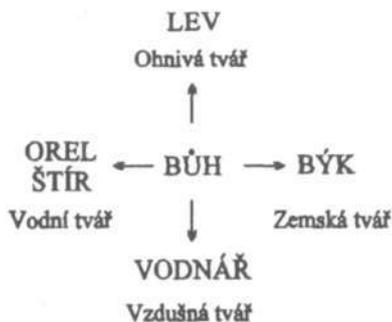 LEV
Ohnivá tvář
OREL
ŠTÍR
BŮH
BÝK
Vodní tvář
Zemská tvář
VODNÁŘ
Vzdušná tvář